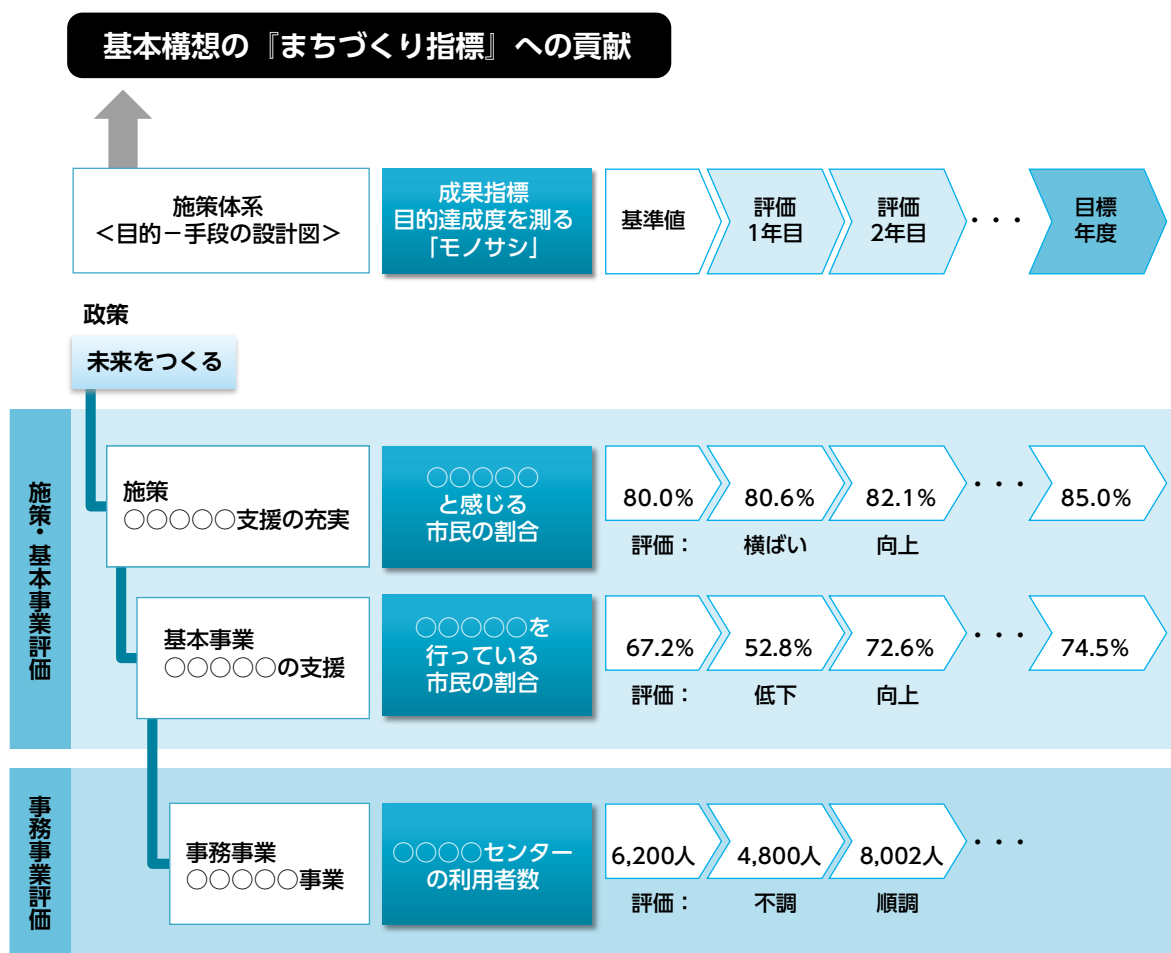 基本構想の『まちづくり指標』への貢献
施策体系
＜目的－手段の設計図＞
成果指標
目的達成度を測る
「モノサシ」
基準値
評価
1年目
評価
2年目
・・・
目標
年度
政策
未来をつくる
施策・基本事業評価
施策
○○○○○支援の充実
○○○○○
と感じる
市民の割合
80.0%
80.6%
82.1%
・・・
85.0%
評価：
横ばい
向上
基本事業
○○○○○の支援
○○○○○を
行っている
市民の割合
67.2%
52.8%
72.6%
・・・
74.5%
評価：
低下
向上
事務事業評価
事務事業
○○○○○事業
○○○○センター
の利用者数
6,200人
4,800人
8,002人
・・・
評価：
不調
順調